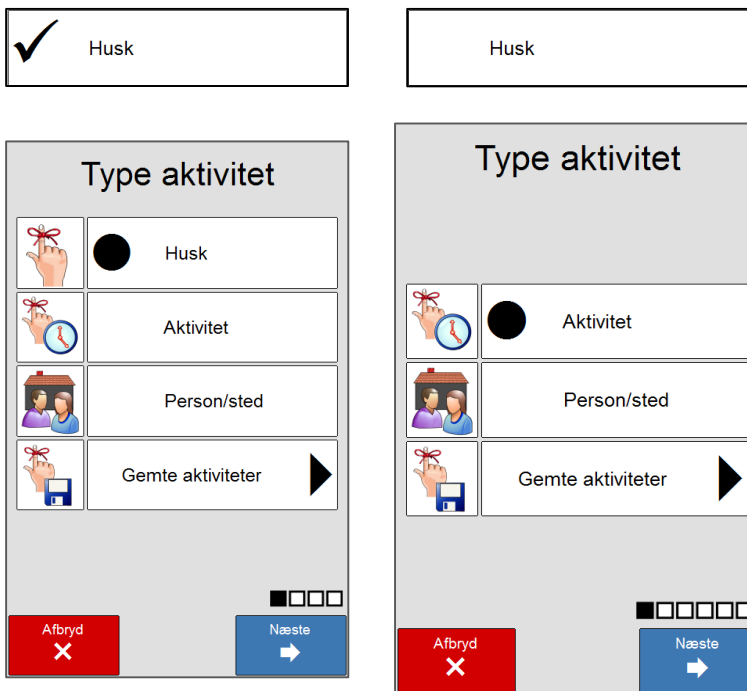 Husk
Husk
Type aktivitet
Husk
Aktivitet
Person/sted
Gemte aktiviteter
Afbryd
Næste
Type aktivitet
Aktivitet
Person/sted
Gemte aktiviteter
Afbryd
Næste